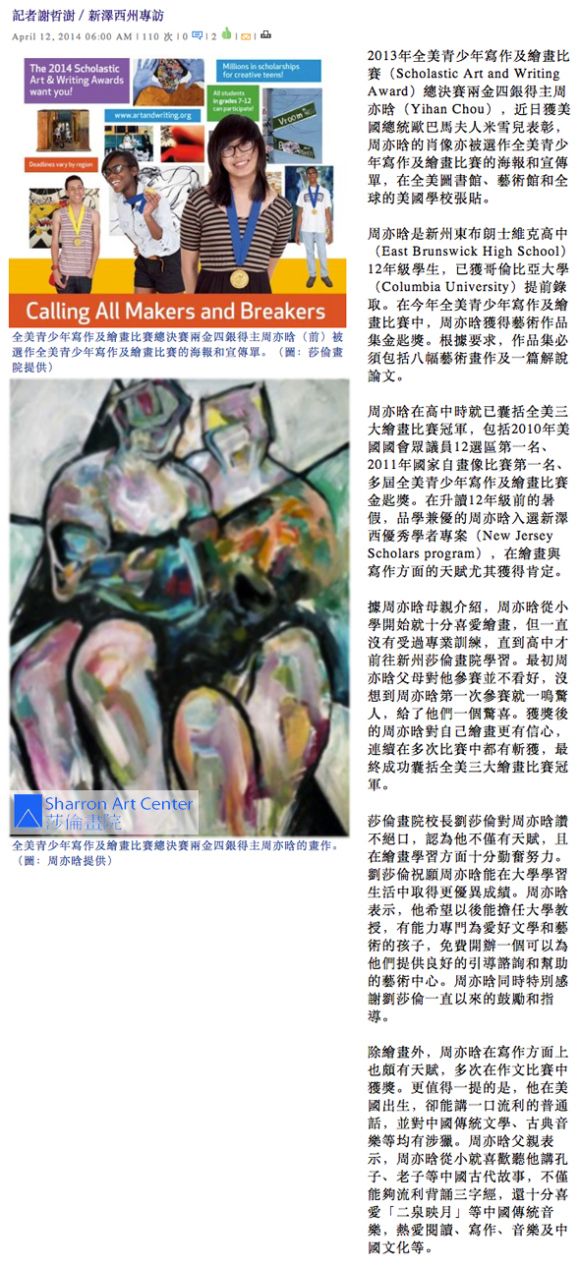 記者謝哲澍 / 新澤西州專訪
April 12, 2014 06:00 AM | 110 次 | 0 | 2 | | 
The 2014 Scholastic
Art & Writing Awards
want you!
Millions in scholarships
for creative teens!
All students
in grades 7-12
can participate!
www.artandwriting.org
Vroom
Deadlines vary by region
Calling All Makers and Breakers
全美青少年寫作及繪畫比賽總決賽兩金四銀得主周亦晗（前）被
選作全美青少年寫作及繪畫比賽的海報和宣傳單。（圖：莎倫畫
院提供）
Sharron Art Center
莎倫畫院
全美青少年寫作及繪畫比賽總決賽兩金四銀得主周亦晗的畫作。
（圖：周亦晗提供）
2013年全美青少年寫作及繪畫比
賽（Scholastic Art and Writing
Award）總決賽兩金四銀得主周
亦晗（Yihan Chou），近日獲美
國總統歐巴馬夫人米雪兒表彰，
周亦晗的肖像亦被選作全美青少
年寫作及繪畫比賽的海報和宣傳
單，在全美圖書館、藝術館和全
球的美國學校張貼。
周亦晗是新州東布朗士維克高中
（East Brunswick High School）
12年級學生，已獲哥倫比亞大學
（Columbia University）提前錄
取。在今年全美青少年寫作及繪
畫比賽中，周亦晗獲得藝術作品
集金匙獎。根據要求，作品集必
須包括八幅藝術畫作及一篇解說
論文。
周亦晗在高中時就已囊括全美三
大繪畫比賽冠軍，包括2010年美
國國會眾議員12選區第一名、
2011年國家自畫像比賽第一名、
多屆全美青少年寫作及繪畫比賽
金匙獎。在升讀12年級前的暑
假，品學兼優的周亦晗入選新澤
西優秀學者專案（New Jersey
Scholars program），在繪畫與
寫作方面的天賦尤其獲得肯定。
據周亦晗母親介紹，周亦晗從小
學開始就十分喜愛繪畫，但一直
沒有受過專業訓練，直到高中才
前往新州莎倫畫院學習。最初周
亦晗父母對他參賽並不看好，沒
想到周亦晗第一次參賽就一鳴驚
人，給了他們一個驚喜。獲獎後
的周亦晗對自己繪畫更有信心，
連續在多次比賽中都有斬獲，最
終成功囊括全美三大繪畫比賽冠
軍。
莎倫畫院校長劉莎倫對周亦晗讚
不絕口，認為他不僅有天賦，且
在繪畫學習方面十分勤奮努力。
劉莎倫祝願周亦晗能在大學學習
生活中取得更優異成績。周亦晗
表示，他希望以後能擔任大學教
授，有能力專門為愛好文學和藝
術的孩子，免費開辦一個可以為
他們提供良好的引導諮詢和幫助
的藝術中心。周亦晗同時特別感
謝劉莎倫一直以來的鼓勵和指
導。
除繪畫外，周亦晗在寫作方面上
也頗有天賦，多次在作文比賽中
獲獎。更值得一提的是，他在美
國出生，卻能講一口流利的普通
話，並對中國傳統文學、古典音
樂等均有涉獵。周亦晗父親表
示，周亦晗從小就喜歡聽他講孔
子、老子等中國古代故事，不僅
能夠流利背誦三字經，還十分喜
愛「二泉映月」等中國傳統音
樂，熱愛閱讀、寫作、音樂及中
國文化等。